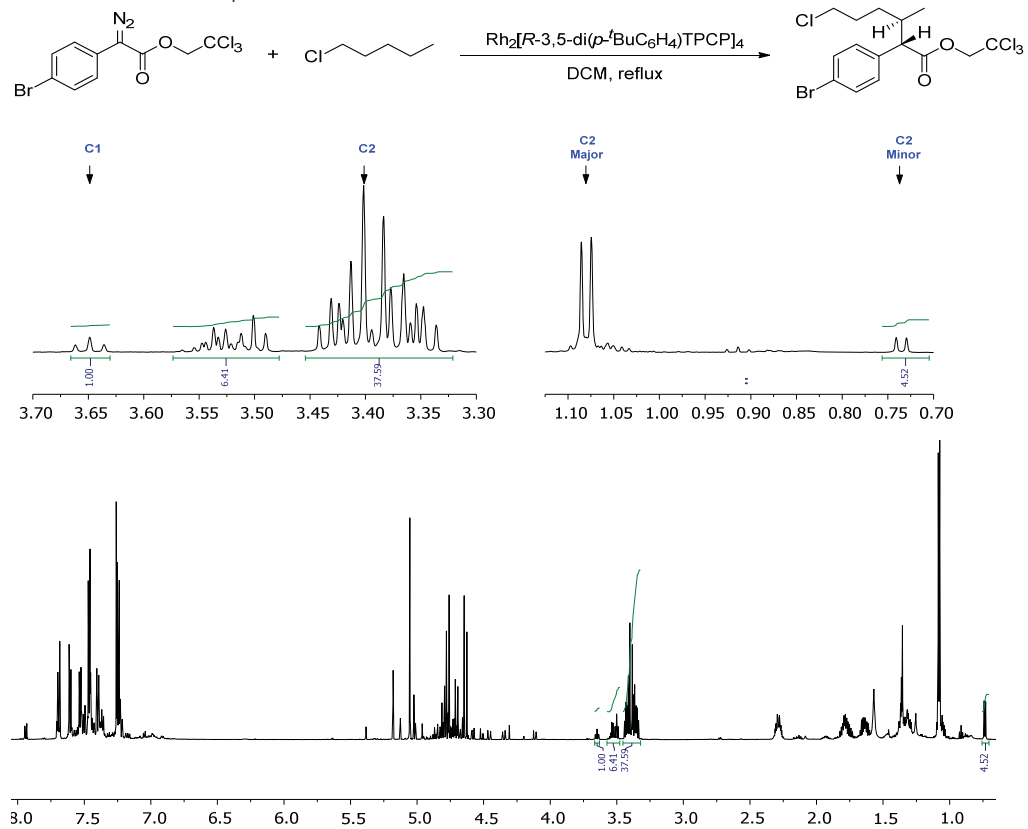 N₂
O
CCl₃
O
Br
+
Cl
Rh₂[R-3,5-di(p-ᵗBuC₆H₄)TPCP]₄
DCM, reflux
Cl
H
H
O
CCl₃
O
Br
C1
C2
C2
Major
C2
Minor
1.00
6.41
37.59
4.52
3.70 3.65 3.60 3.55 3.50 3.45 3.40 3.35 3.30
1.10 1.05 1.00 0.95 0.90 0.85 0.80 0.75 0.70
1.00
6.41
37.59
4.52
8.0 7.5 7.0 6.5 6.0 5.5 5.0 4.5 4.0 3.5 3.0 2.5 2.0 1.5 1.0